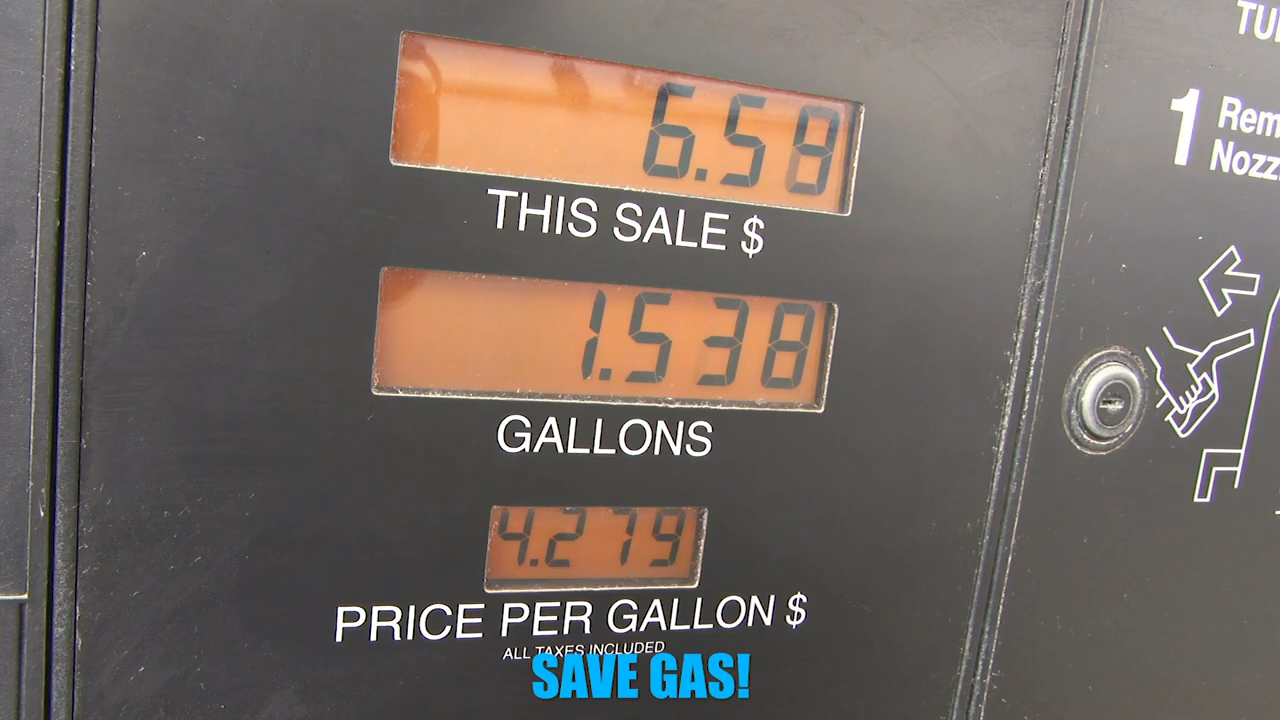 6.58
THIS SALE $
1.538
GALLONS
4.279
PRICE PER GALLON $
ALL TAXES INCLUDED
SAVE GAS!
1